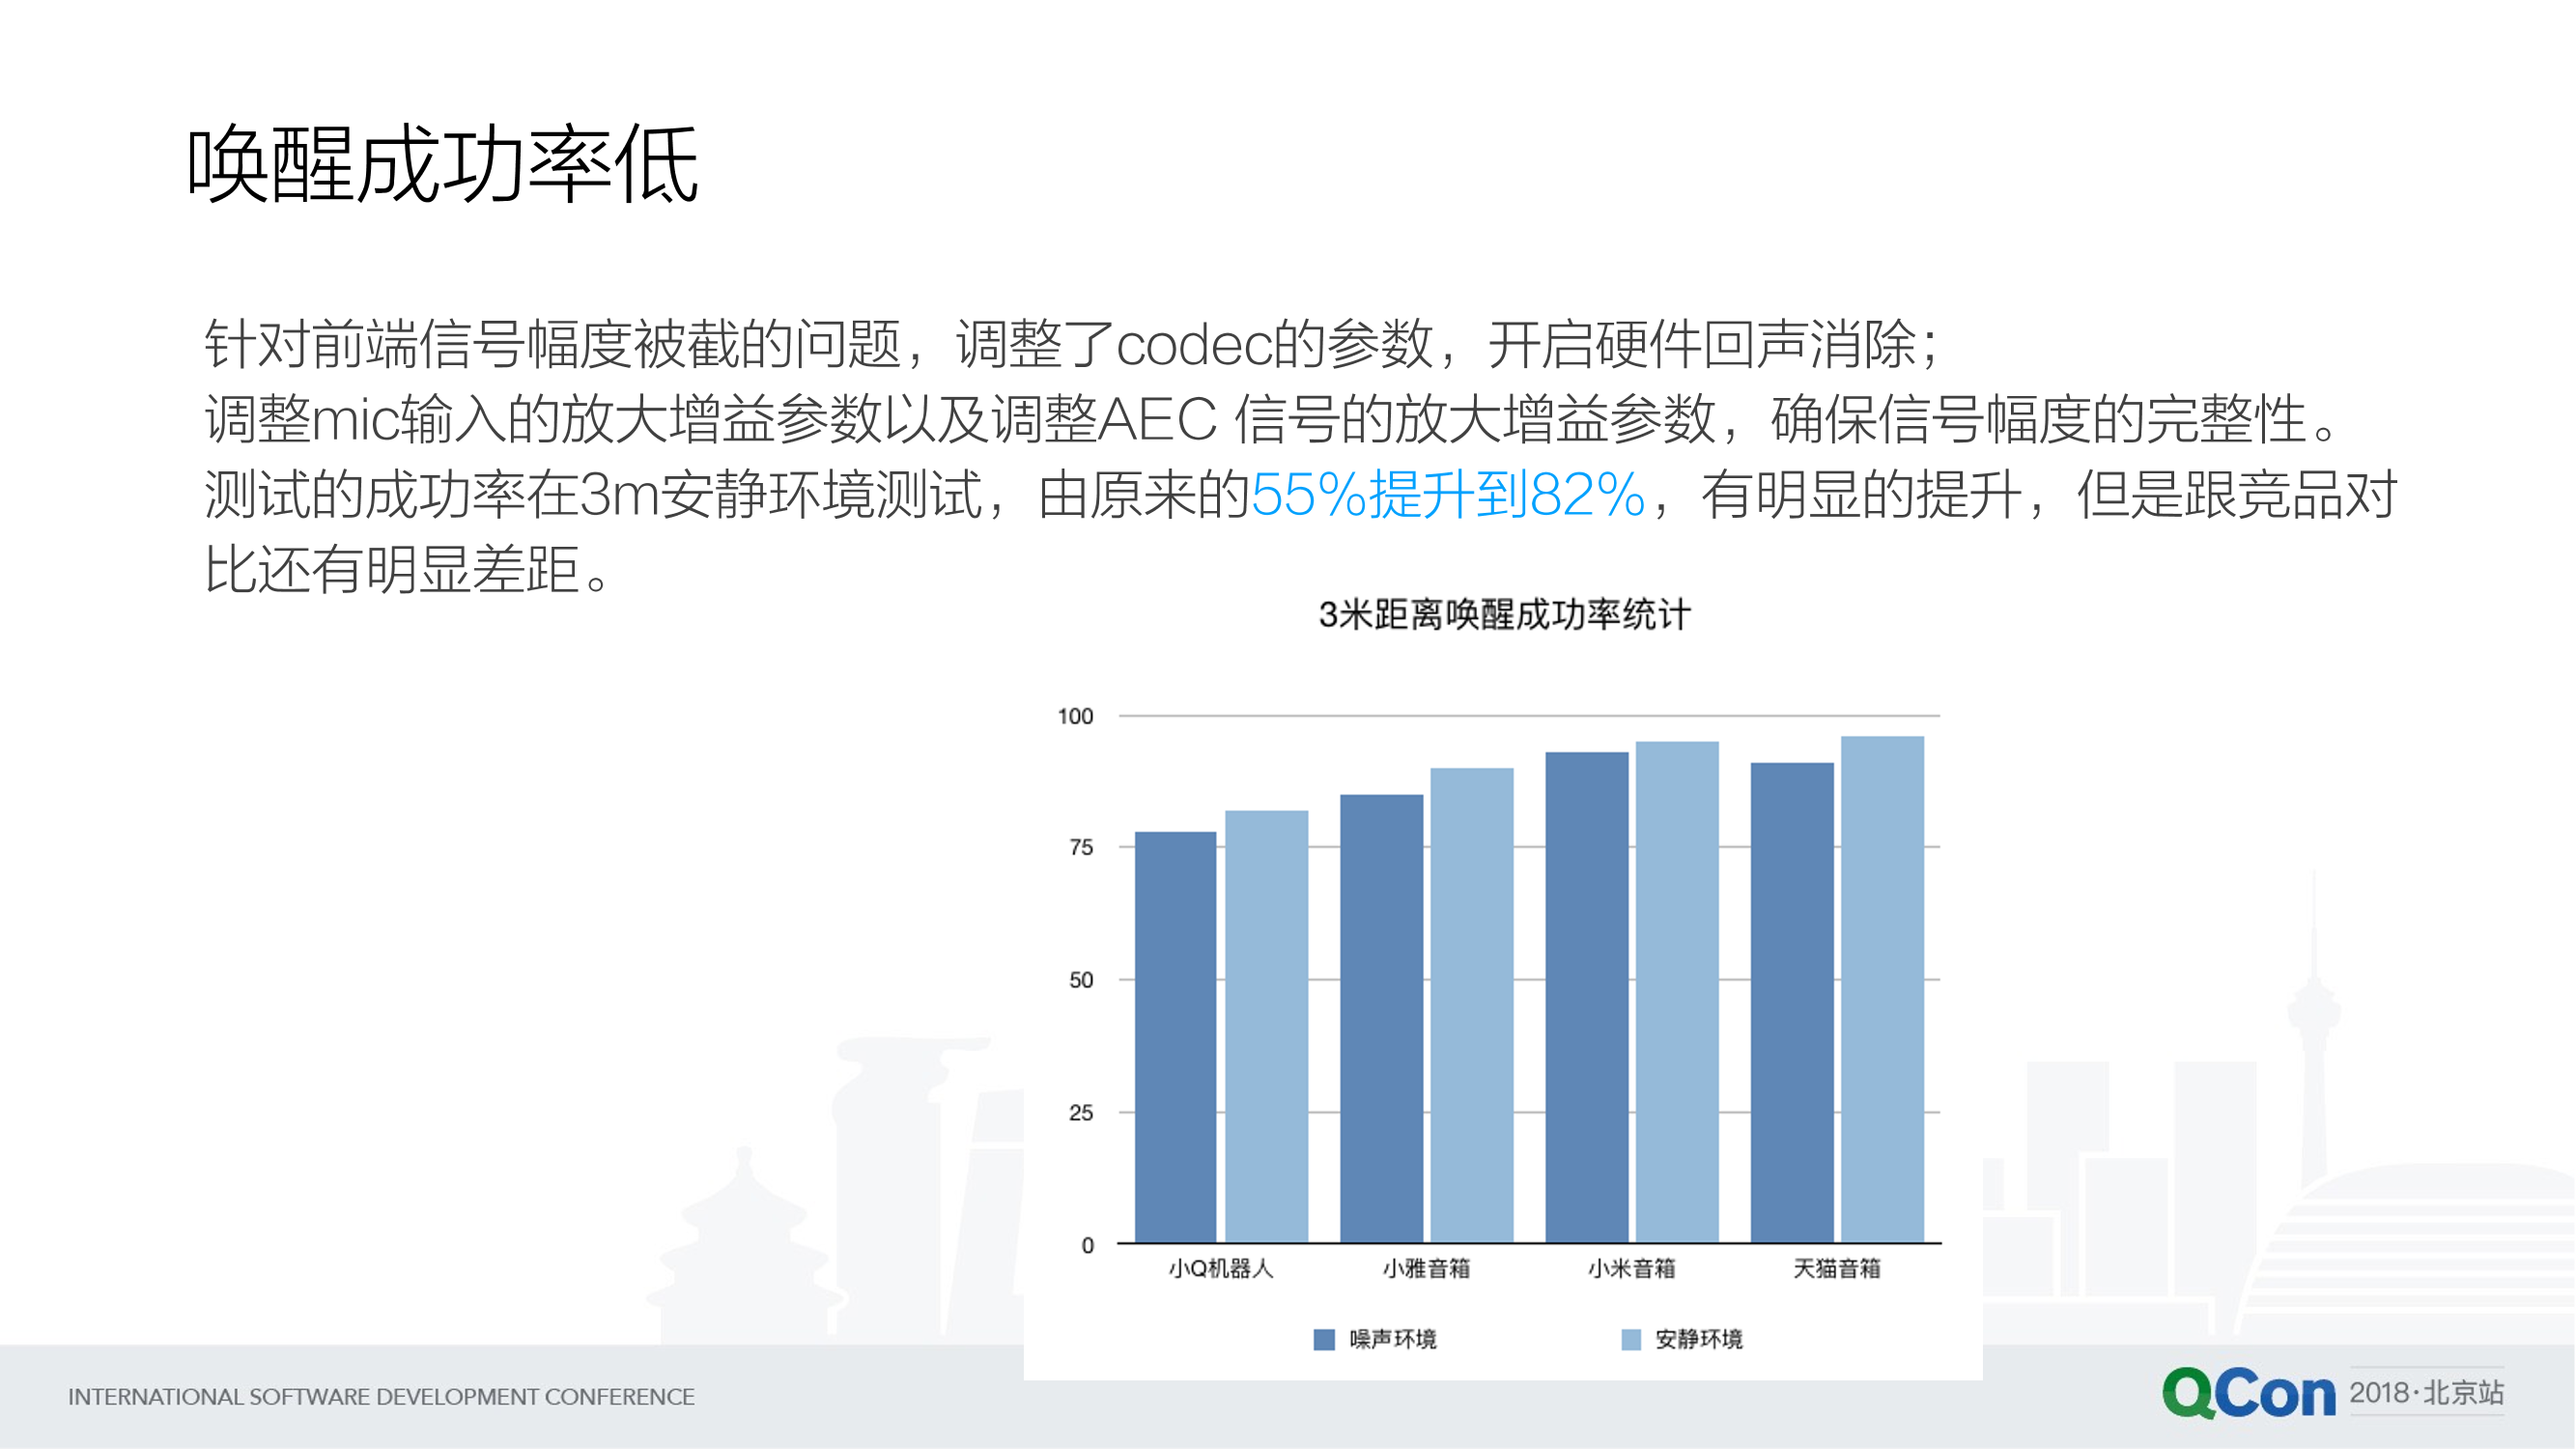 唤醒成功率低
针对前端信号幅度被截的问题，调整了codec的参数，开启硬件回声消除；
调整mic输入的放大增益参数以及调整AEC 信号的放大增益参数，确保信号幅度的完整性。
测试的成功率在3m安静环境测试，由原来的55%提升到82%，有明显的提升，但是跟竞品对
比还有明显差距。
3米距离唤醒成功率统计
100
75
50
25
0
小Q机器人 小雅音箱 小米音箱 天猫音箱
噪声环境 安静环境
INTERNATIONAL SOFTWARE DEVELOPMENT CONFERENCE
QCon 2018·北京站